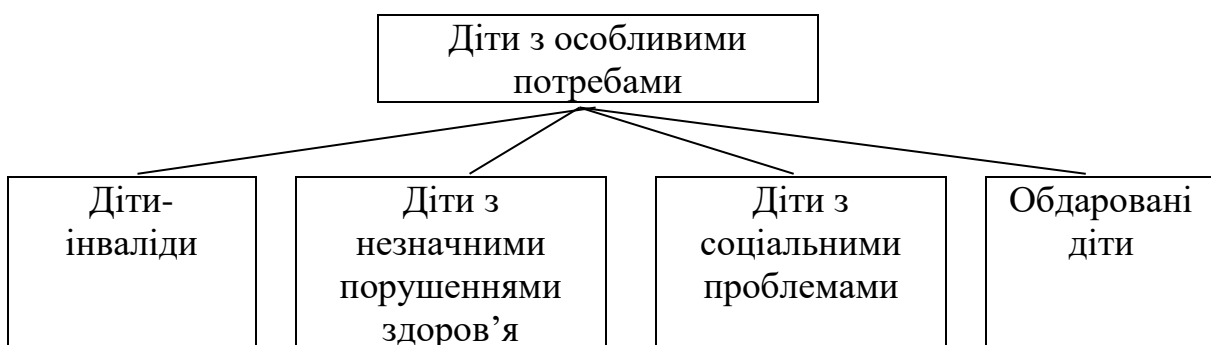 Діти з особливими
потребами
Діти-
інваліди
Діти з
незначними
порушеннями
здоров’я
Діти з
соціальними
проблемами
Обдаровані
діти